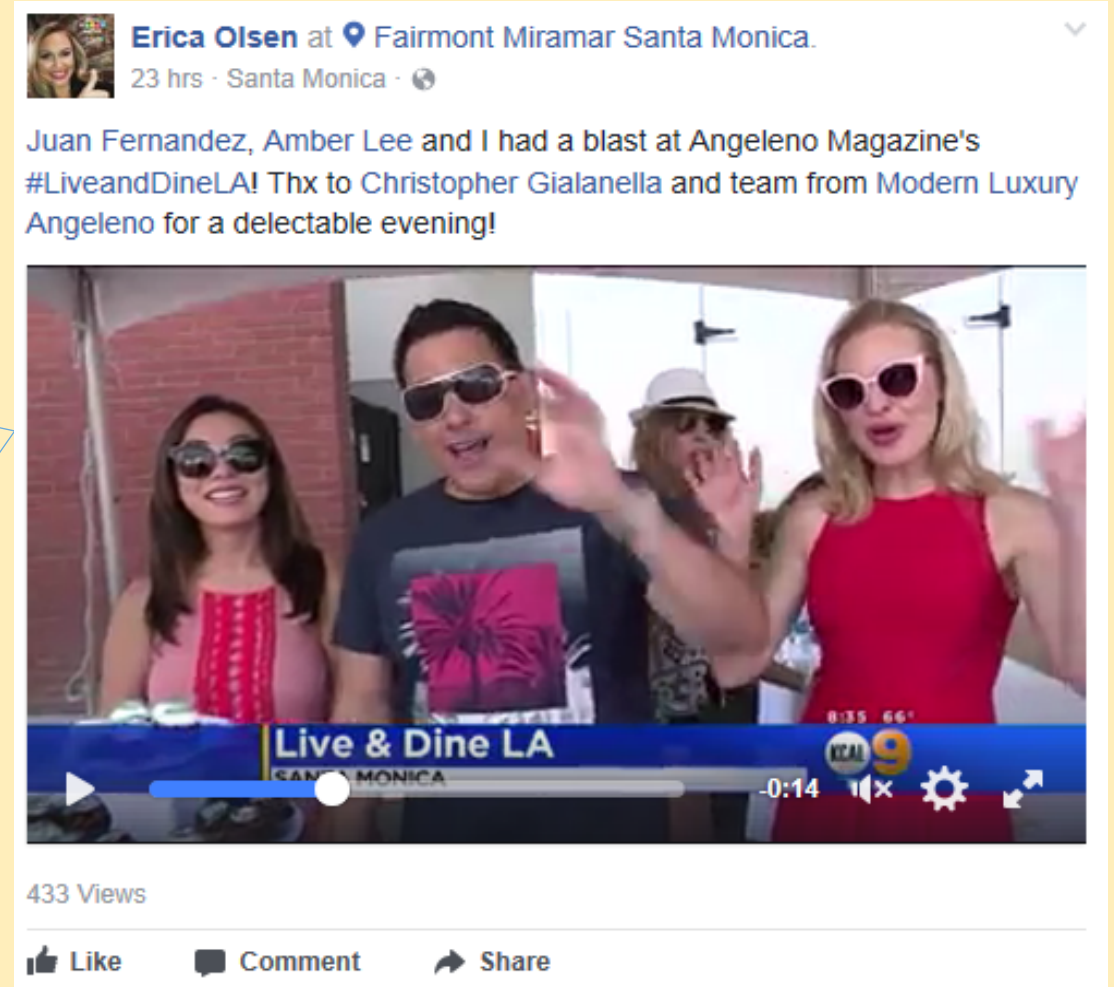 Erica Olsen at Fairmont Miramar Santa Monica.
23 hrs · Santa Monica ·
Juan Fernandez, Amber Lee and I had a blast at Angeleno Magazine's
#LiveandDineLA! Thx to Christopher Gialanella and team from Modern Luxury
Angeleno for a delectable evening!
8:35 66°
Live & Dine LA
KCAL 9
SANTA MONICA
-0:14
433 Views
Like Comment Share